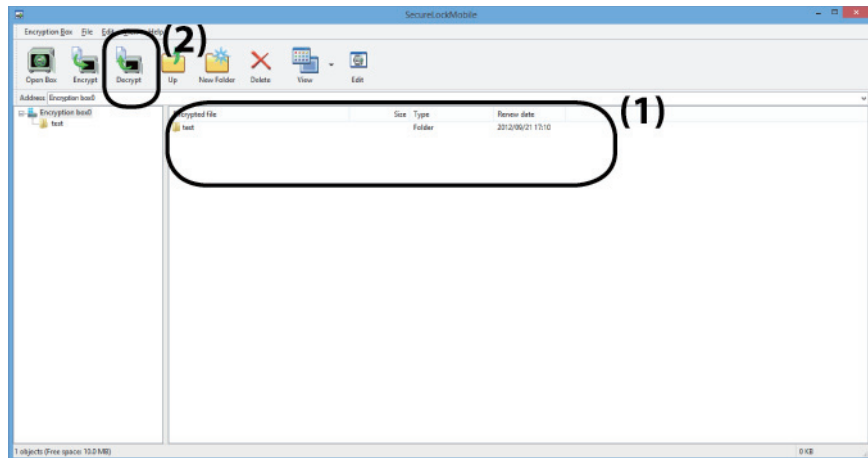 SecureLockMobile
Encryption Box File Edit Help
(2)
Open Box Encrypt Decrypt Up New Folder Delete View Edit
Address Encryption box0
Encryption box0
test
Encrypted file Size Type Renew date
test Folder 2012/09/21 17:10
(1)
1 objects (Free space: 10.0 MB) 0 KB